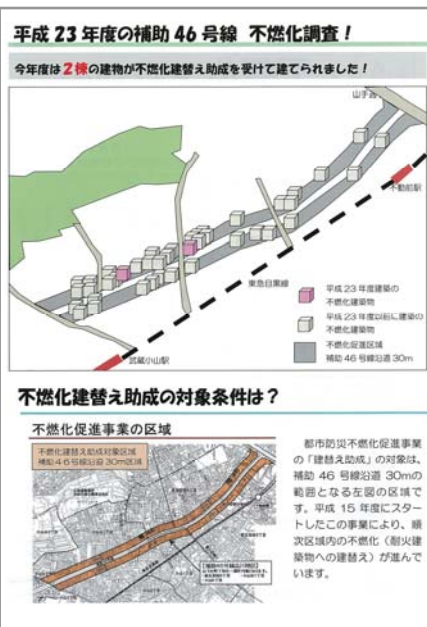 平成 23 年度の補助 46 号線 不燃化調査！
今年度は２棟の建物が不燃化建替え助成を受けて建てられました！
山手通
不動前駅
東急目黒線
武蔵小山駅
平成 23 年度建築の
不燃化建築物
平成 23 年度以前に建築の
不燃化建築物
不燃化促進区域
補助 46 号線沿道 30m
不燃化建替え助成の対象条件は？
不燃化促進事業の区域
不燃化建替え助成対象区域
補助４６号線沿道 30m区域
都市防災不燃化促進事業
の「建替え助成」の対象は、
補助 46 号線沿道 30mの
範囲となる左図の区域で
す。平成 15 年度にスター
トしたこの事業により、順
次区域内の不燃化（耐火建
築物への建替え）が進んで
います。